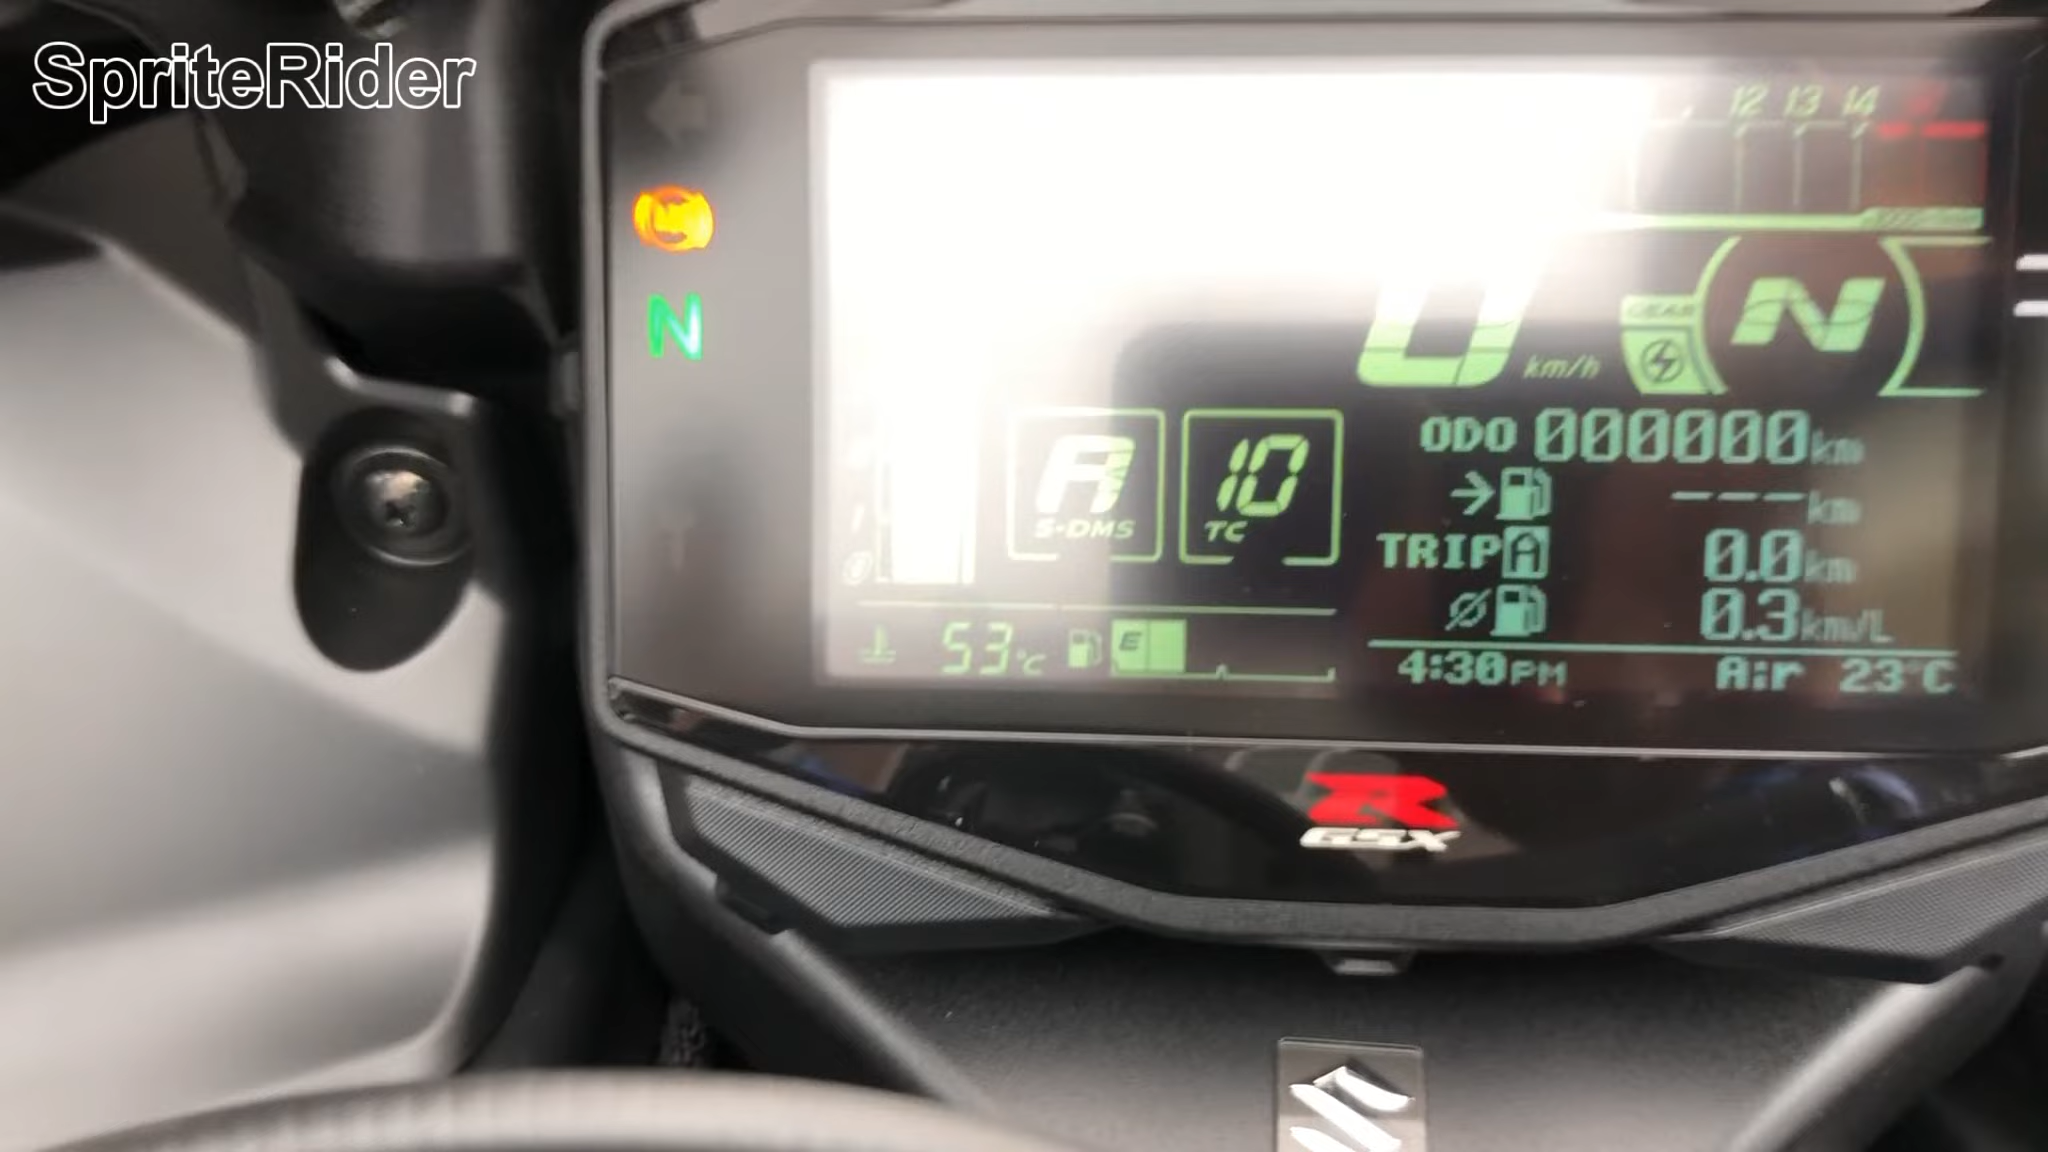 SpriteRider
12 13 14
N
0 km/h
GEAR
N
A
S-DMS
10
TC
ODO 000000km
---km
TRIP A 0.0km
0.3km/L
53°C
E
4:30PM
Air 23°C
R
GSX